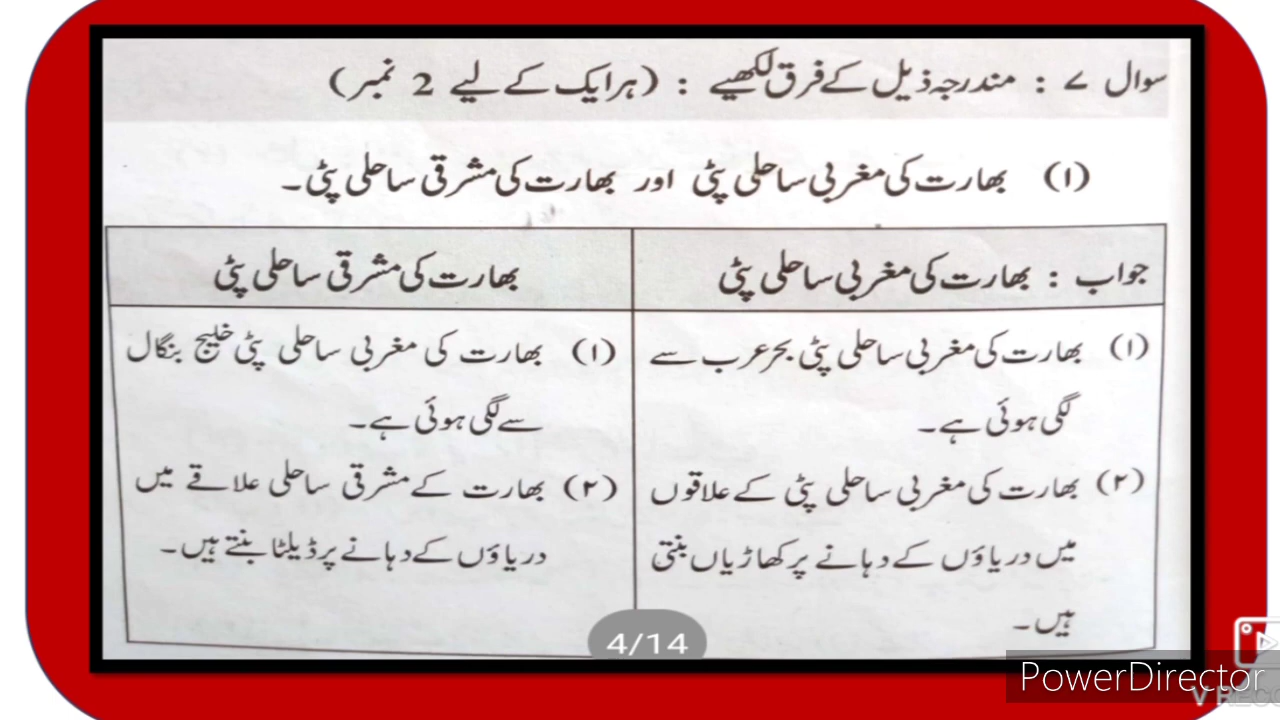 سوال ۷ : مندرجہ ذیل کے فرق لکھیے : (ہر ایک کے لیے 2 نمبر)
(۱) بھارت کی مغربی ساحلی پٹی اور بھارت کی مشرقی ساحلی پٹی۔
جواب : بھارت کی مغربی ساحلی پٹی
(۱) بھارت کی مغربی ساحلی پٹی بحر عرب سے
لگی ہوئی ہے۔
(۲) بھارت کی مغربی ساحلی پٹی کے علاقوں
میں دریاؤں کے دہانے پر کھاڑیاں بنتی
ہیں۔
بھارت کی مشرقی ساحلی پٹی
(۱) بھارت کی مغربی ساحلی پٹی خلیج بنگال
سے لگی ہوئی ہے۔
(۲) بھارت کے مشرقی ساحلی علاقے میں
دریاؤں کے دہانے پر ڈیلٹا بنتے ہیں۔
4/14
PowerDirector